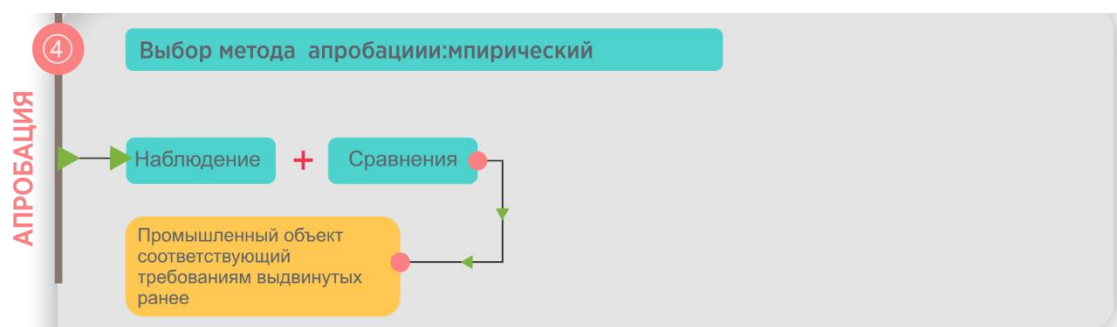 ④
Выбор метода апробациии:мпирический
АПРОБАЦИЯ
Наблюдение + Сравнения
Промышленный объект
соответствующий
требованиям выдвинутых
ранее